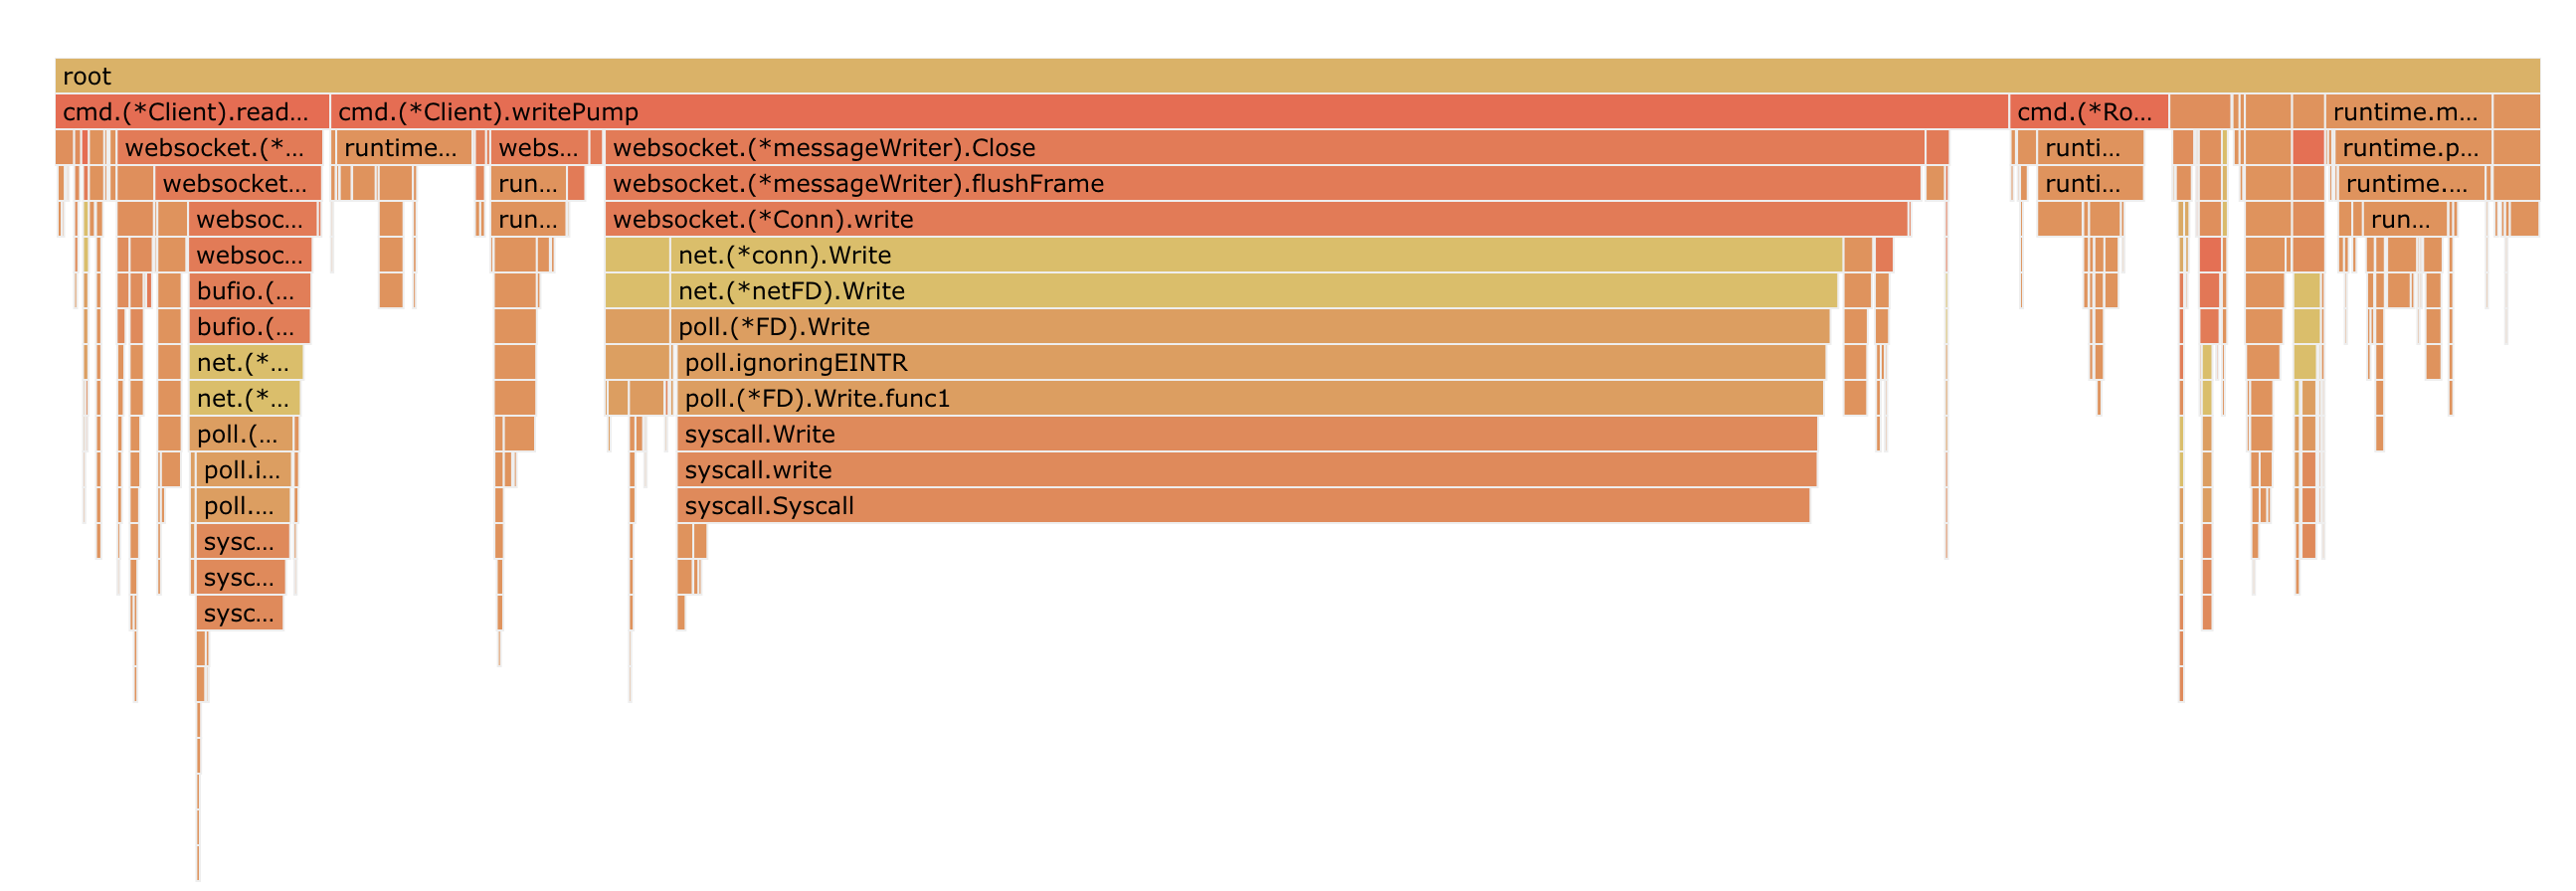 root
cmd.(*Client).read... cmd.(*Client).writePump cmd.(*Ro... runtime.m...
websocket.(*... runtime... webs... websocket.(*messageWriter).Close runti... runtime.p...
websocket... run... websocket.(*messageWriter).flushFrame runti... runtime....
websoc... run... websocket.(*Conn).write run...
websoc... net.(*conn).Write
bufio.(... net.(*netFD).Write
bufio.(... poll.(*FD).Write
net.(*... poll.ignoringEINTR
net.(*... poll.(*FD).Write.func1
poll.(... syscall.Write
poll.i... syscall.write
poll.... syscall.Syscall
sysc...
sysc...
sysc...